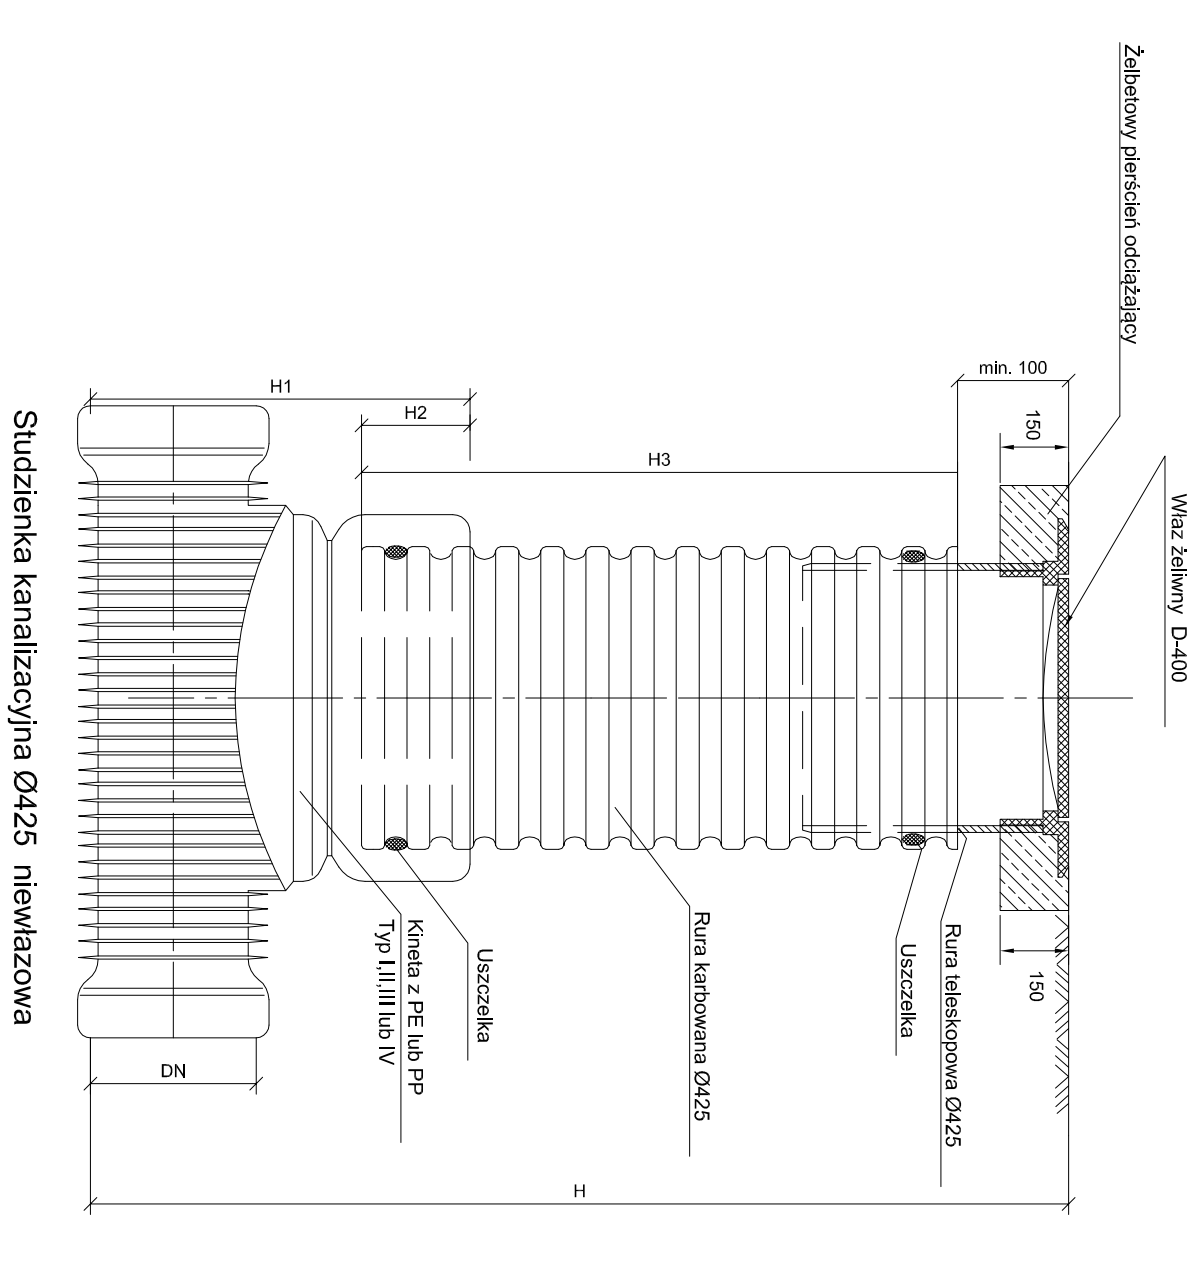 Właz żeliwny D-400
Żelbetowy pierścień odciążający
min. 100
150
150
Rura teleskopowa Ø425
Uszczelka
H3
Rura karbowana Ø425
Uszczelka
H2
H1
Kineta z PE lub PP
Typ I,II,III lub IV
DN
H
Studzienka kanalizacyjna Ø425 niewłazowa